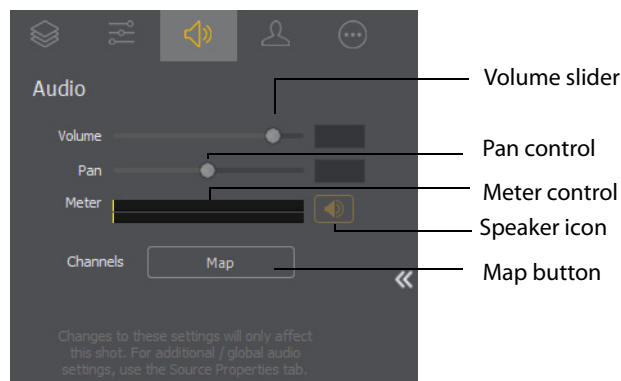 Audio
Volume slider
Volume
Pan control
Pan
Meter control
Meter
Speaker icon
Channels
Map
Map button
Changes to these settings will only affect
this shot. For additional / global audio
settings, use the Source Properties tab.